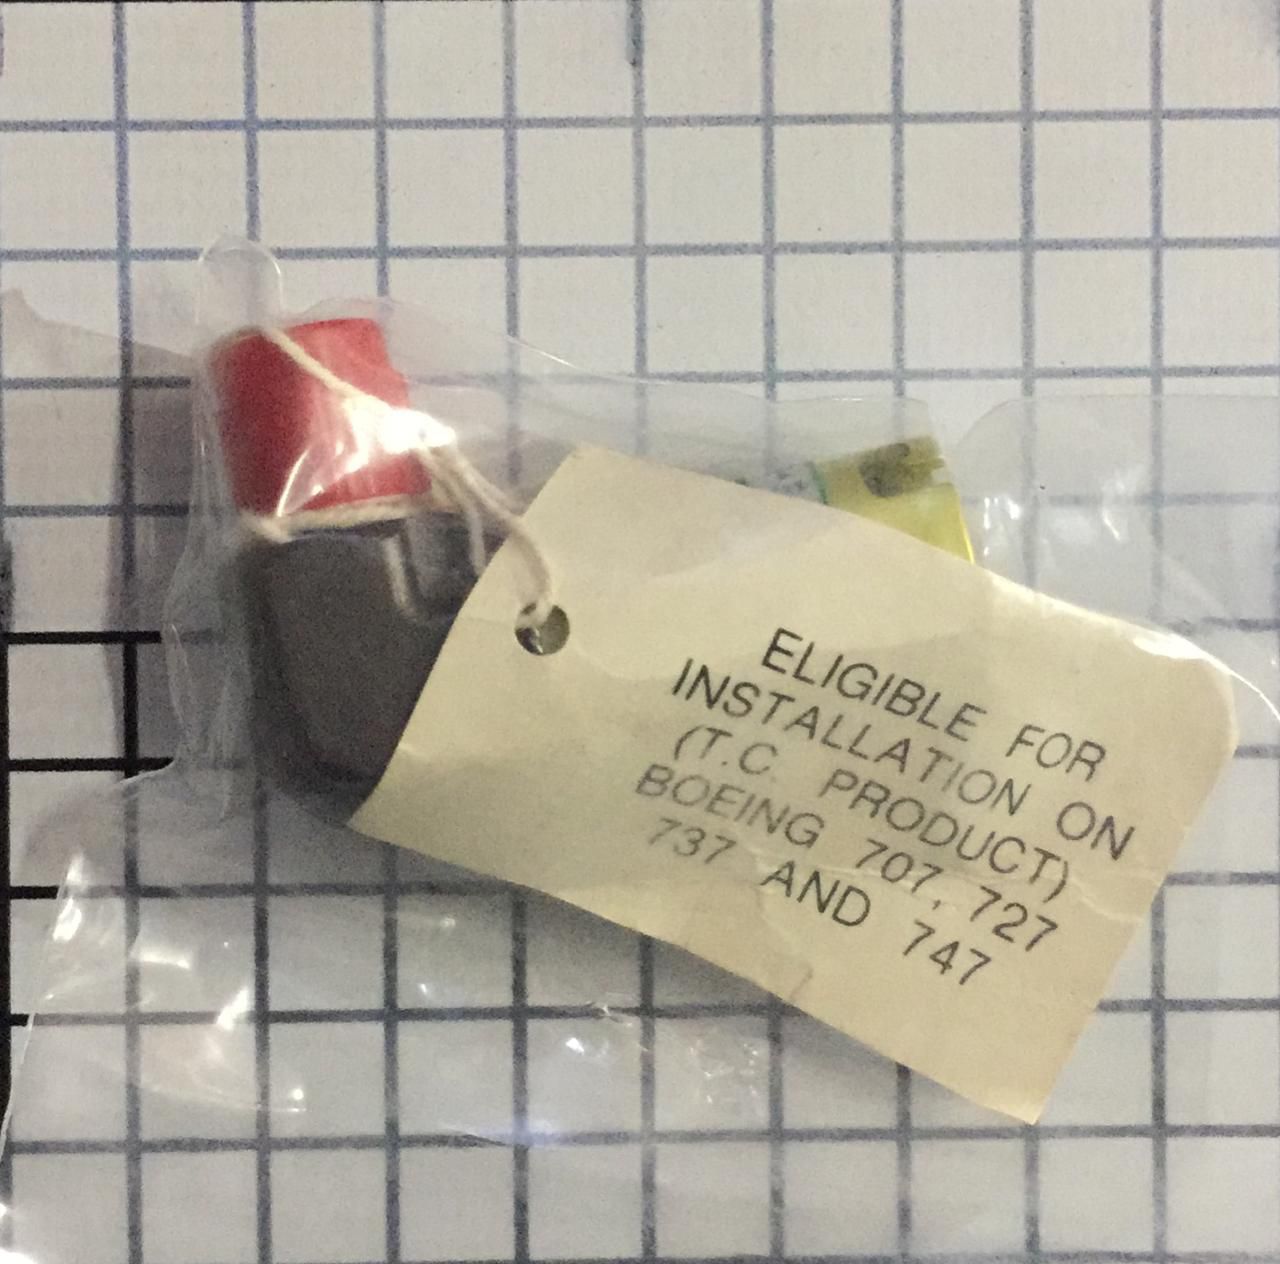 ELIGIBLE FOR
INSTALLATION ON
(T.C. PRODUCT)
BOEING 707, 727
737 AND 747